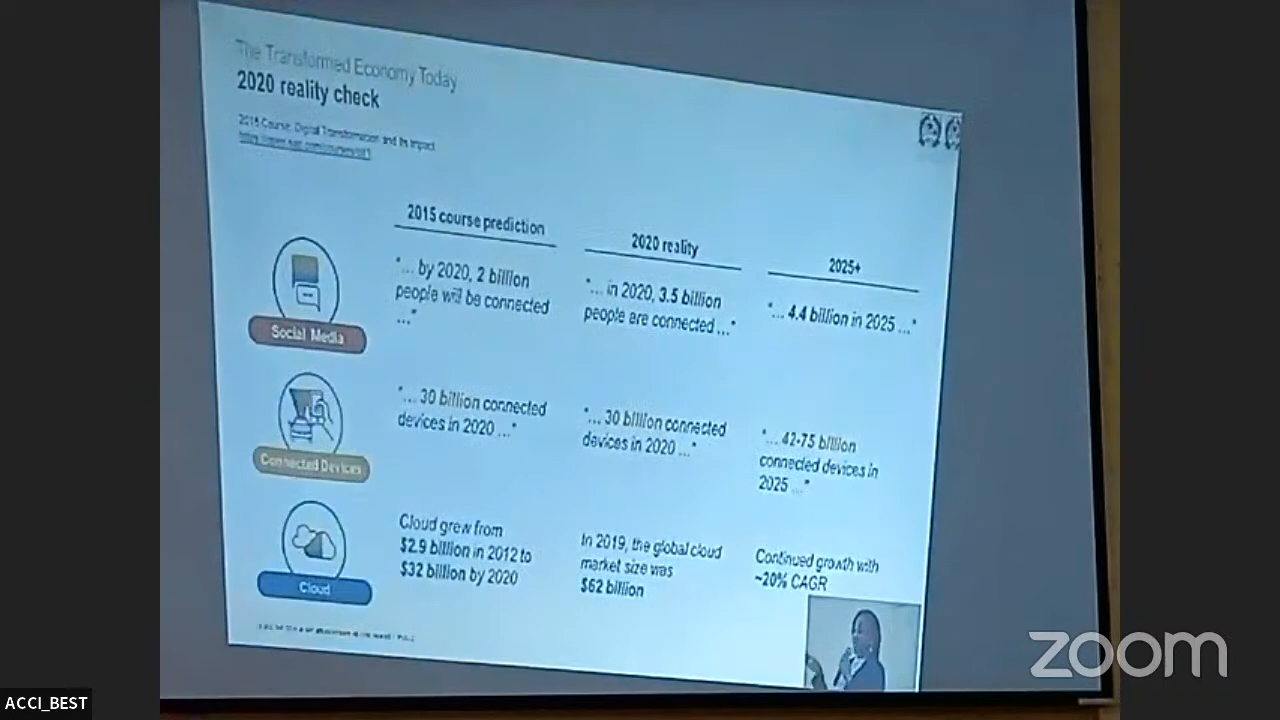 The Transformed Economy Today
2020 reality check
2015 Course: Digital Transformation and its Impact
2015 course prediction
2020 reality
2025+
Social Media
"... by 2020, 2 billion
people will be connected
..."
"... in 2020, 3.5 billion
people are connected ..."
"... 4.4 billion in 2025 ..."
Connected Devices
"... 30 billion connected
devices in 2020 ..."
"... 30 billion connected
devices in 2020 ..."
"... 42-75 billion
connected devices in
2025 ..."
Cloud
Cloud grew from
$2.9 billion in 2012 to
$32 billion by 2020
In 2019, the global cloud
market size was
$62 billion
Continued growth with
~20% CAGR
zoom
ACCI_BEST